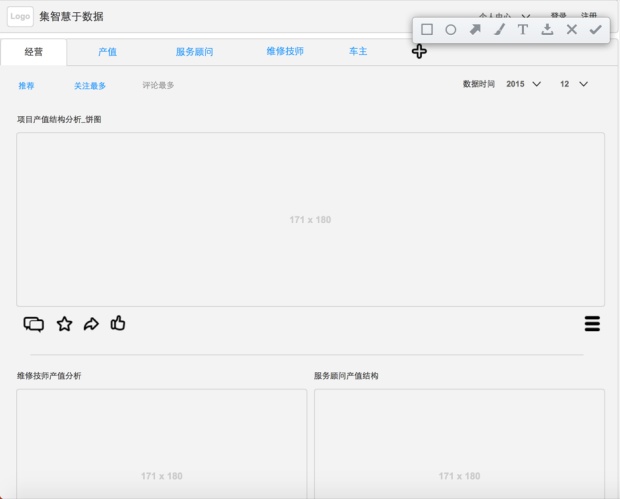 Logo 集智慧于数据
个人中心 登录 注册
经营 产值 服务顾问 维修技师 车主
推荐 关注最多 评论最多 数据时间 2015 12
项目产值结构分析_饼图
171 x 180
维修技师产值分析 服务顾问产值结构
171 x 180 171 x 180